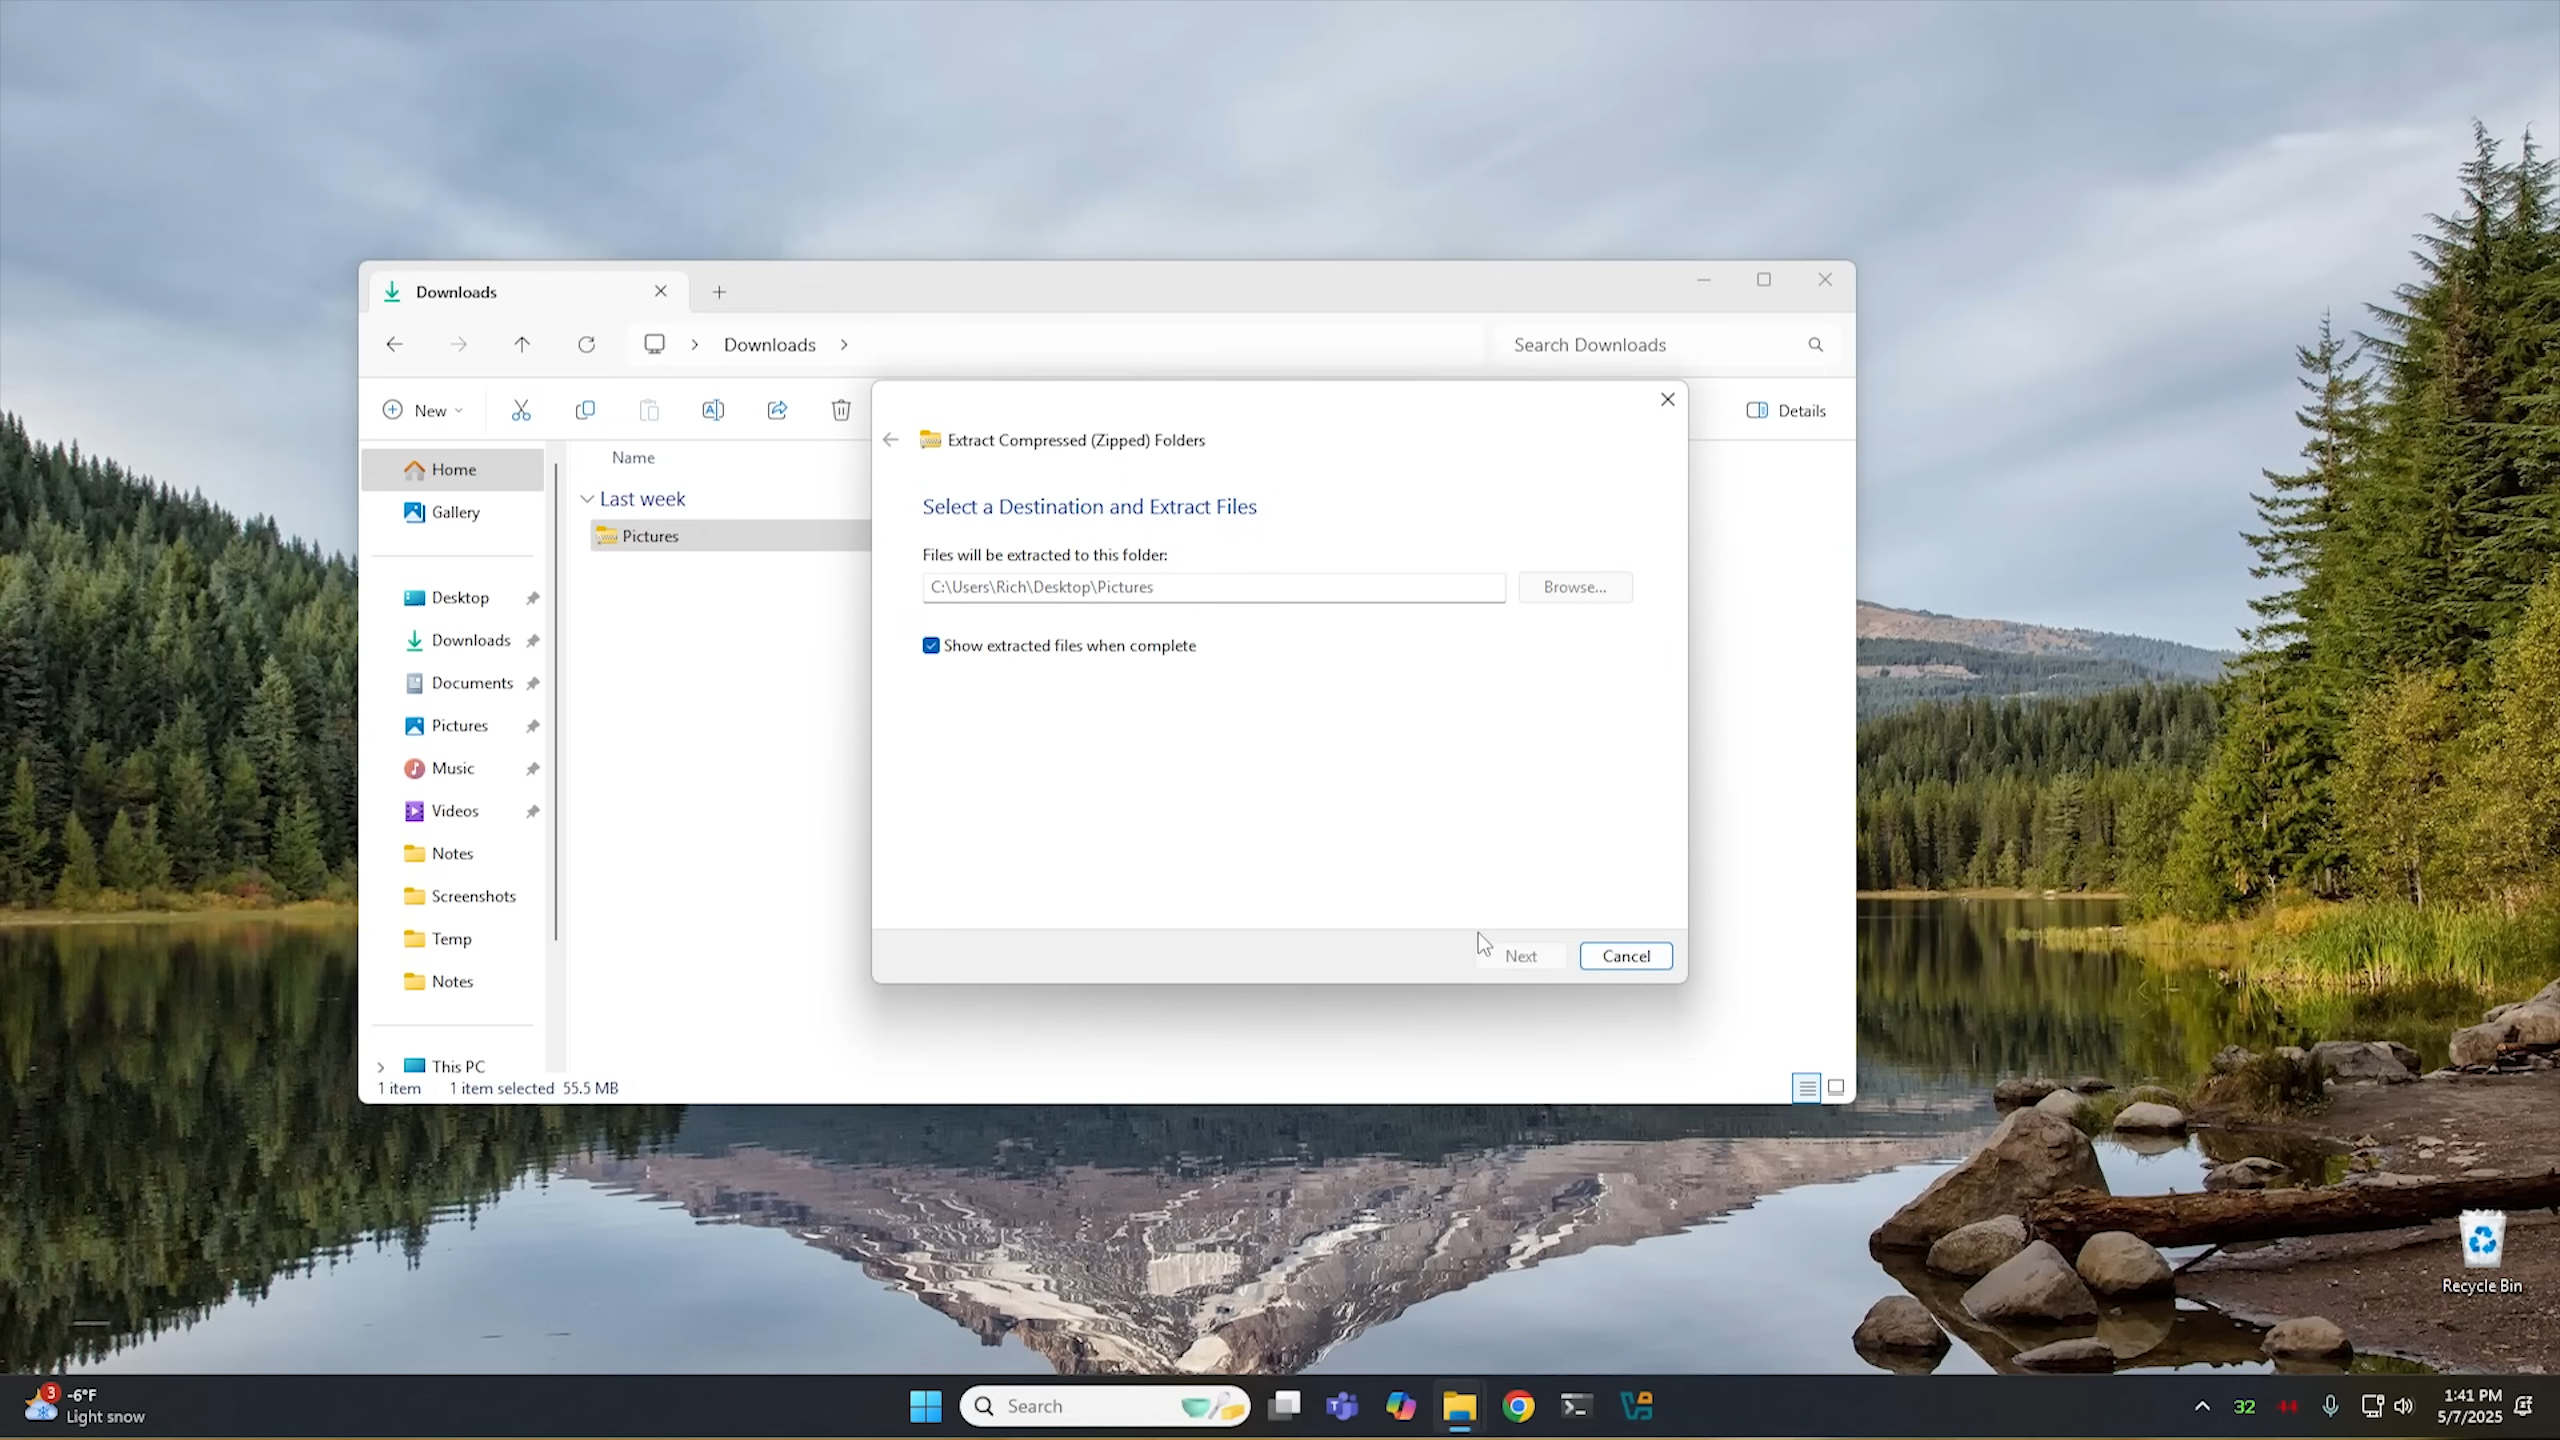 Downloads
Downloads
Search Downloads
New
Details
Home
Gallery
Desktop
Downloads
Documents
Pictures
Music
Videos
Notes
Screenshots
Temp
Notes
This PC
Name
Last week
Pictures
Extract Compressed (Zipped) Folders
Select a Destination and Extract Files
Files will be extracted to this folder:
C:\Users\Rich\Desktop\Pictures
Browse...
Show extracted files when complete
Next
Cancel
1 item 1 item selected 55.5 MB
Recycle Bin
3
-6°F
Light snow
Search
32
44
1:41 PM
5/7/2025